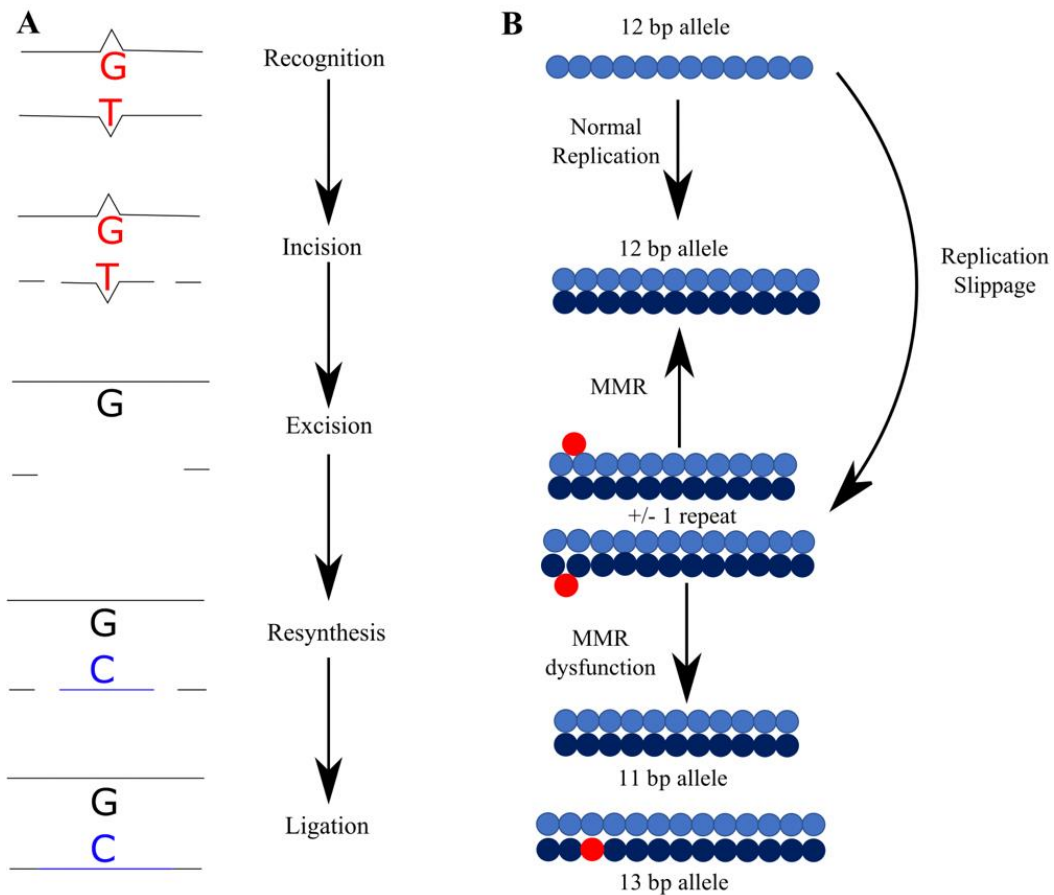 A
G
T
Recognition
G
T
Incision
G
Excision
G
C
Resynthesis
G
C
Ligation
B
12 bp allele
Normal
Replication
12 bp allele
Replication
Slippage
MMR
+/- 1 repeat
MMR
dysfunction
11 bp allele
13 bp allele